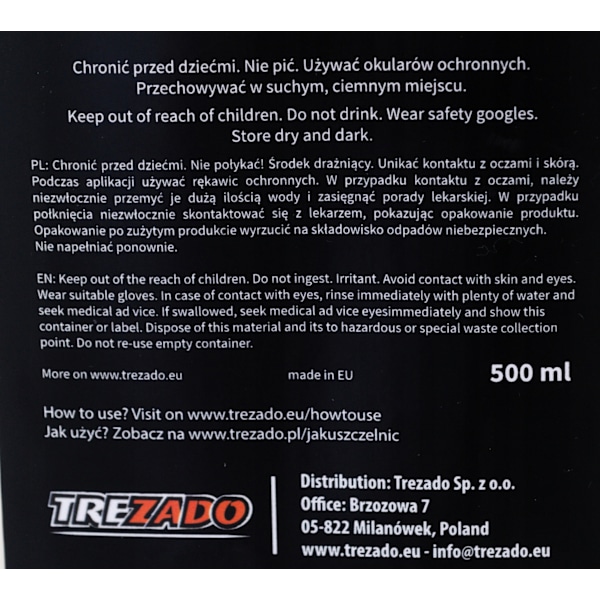 Chronić przed dziećmi. Nie pić. Używać okularów ochronnych.
Przechowywać w suchym, ciemnym miejscu.
Keep out of reach of children. Do not drink. Wear safety googles.
Store dry and dark.
PL: Chronić przed dziećmi. Nie połykać! Środek drażniący. Unikać kontaktu z oczami i skórą.
Podczas aplikacji używać rękawic ochronnych. W przypadku kontaktu z oczami, należy
niezwłocznie przemyć je dużą ilością wody i zasięgnąć porady lekarskiej. W przypadku
połknięcia niezwłocznie skontaktować się z lekarzem, pokazując opakowanie produktu.
Opakowanie po zużytym produkcie wyrzucić na składowisko odpadów niebezpiecznych.
Nie napełniać ponownie.
EN: Keep out of the reach of children. Do not ingest. Irritant. Avoid contact with skin and eyes.
Wear suitable gloves. In case of contact with eyes, rinse immediately with plenty of water and
seek medical ad vice. If swallowed, seek medical ad vice eyesimmediately and show this
container or label. Dispose of this material and its to hazardous or special waste collection
point. Do not re-use empty container.
More on www.trezado.eu made in EU 500 ml
How to use? Visit on www.trezado.eu/howtouse
Jak użyć? Zobacz na www.trezado.pl/jakuszczelnic
TREZADO
Distribution: Trezado Sp. z o.o.
Office: Brzozowa 7
05-822 Milanówek, Poland
www.trezado.eu - info@trezado.eu